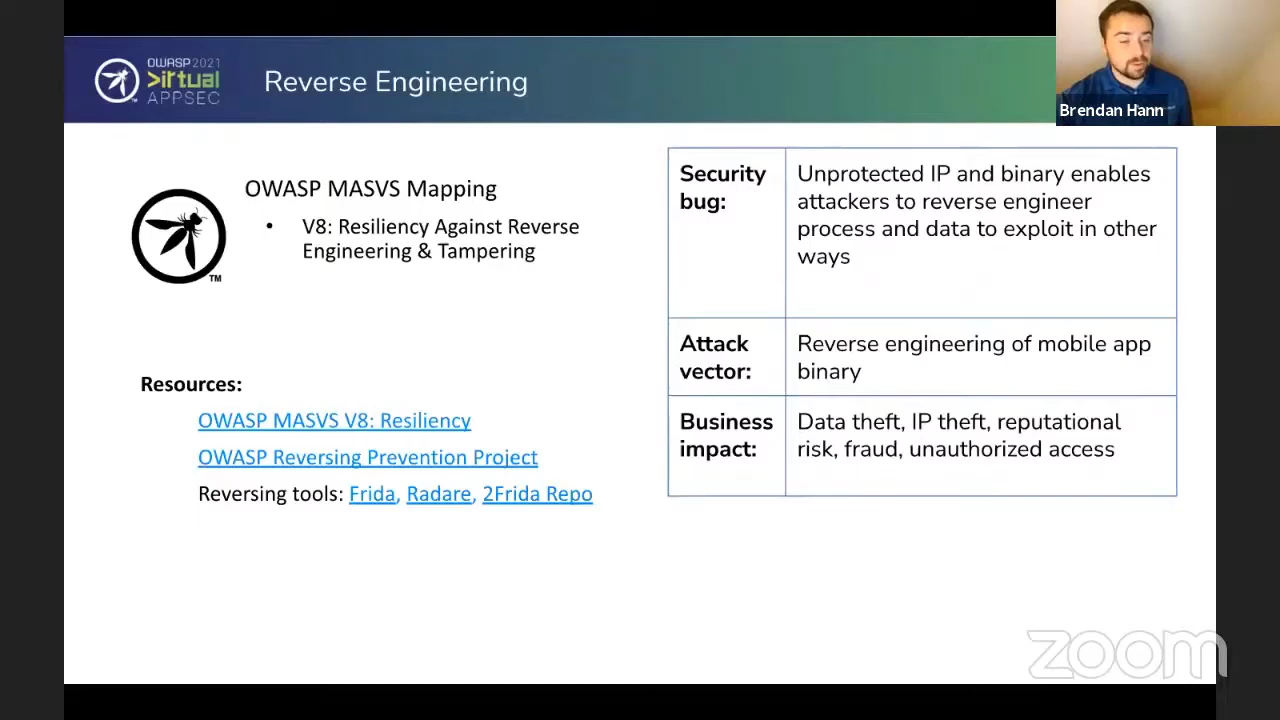 OWASP 2021
>irtual
APPSEC
Reverse Engineering
Brendan Hann
OWASP MASVS Mapping
• V8: Resiliency Against Reverse
Engineering & Tampering
TM
Resources:
OWASP MASVS V8: Resiliency
OWASP Reversing Prevention Project
Reversing tools: Frida, Radare, 2Frida Repo
Security
bug:
Unprotected IP and binary enables
attackers to reverse engineer
process and data to exploit in other
ways
Attack
vector:
Reverse engineering of mobile app
binary
Business
impact:
Data theft, IP theft, reputational
risk, fraud, unauthorized access
zoom